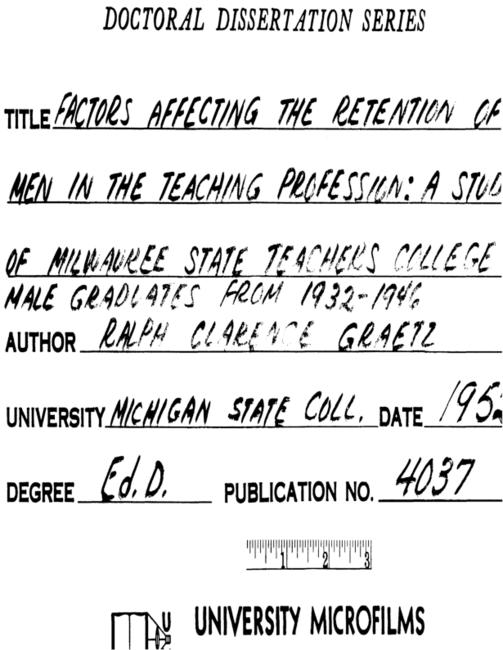 DOCTORAL DISSERTATION SERIES
TITLE FACTORS AFFECTING THE RETENTION OF
MEN IN THE TEACHING PROFESSION: A STUD
OF MILWAUKEE STATE TEACHERS COLLEGE
MALE GRADUATES FROM 1932-1946
AUTHOR RALPH CLARENCE GRAETZ
UNIVERSITY MICHIGAN STATE COLL. DATE 195
DEGREE Ed.D. PUBLICATION NO. 4037
1 2 3
U
M UNIVERSITY MICROFILMS